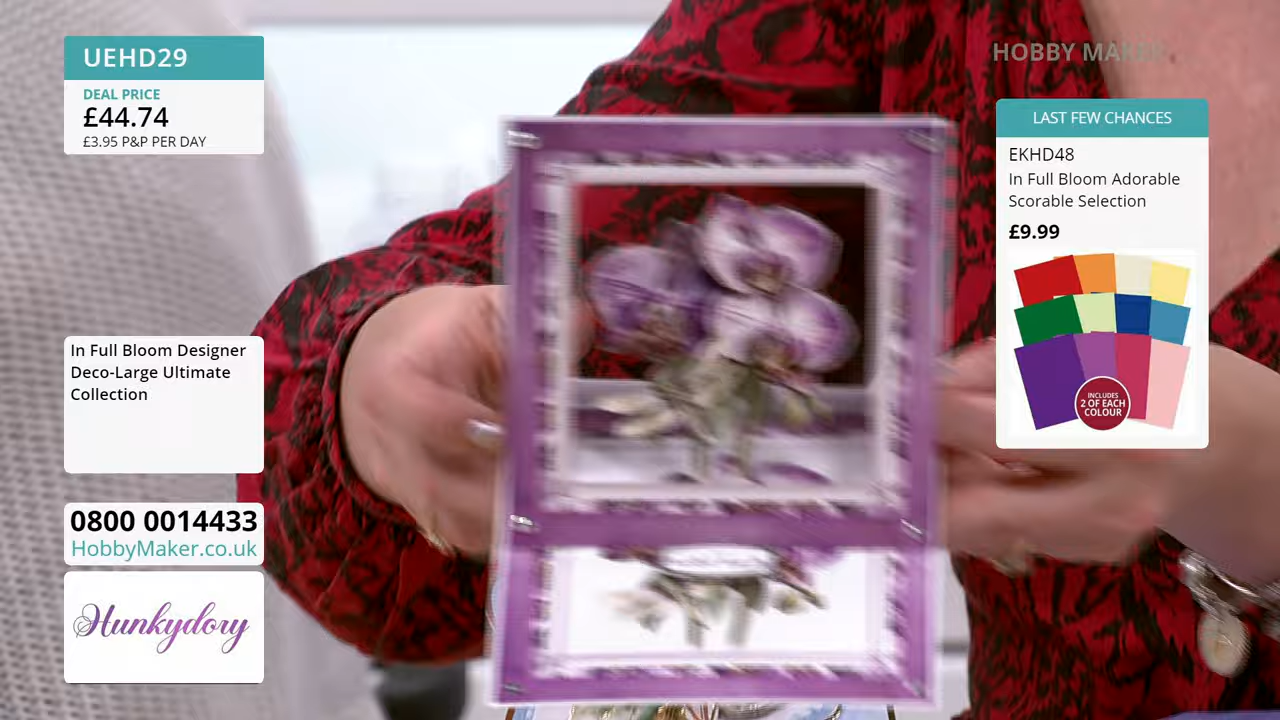 UEHD29
DEAL PRICE
£44.74
£3.95 P&P PER DAY
In Full Bloom Designer
Deco-Large Ultimate
Collection
0800 0014433
HobbyMaker.co.uk
Hunkydory
HOBBY MAKER
LAST FEW CHANCES
EKHD48
In Full Bloom Adorable
Scorable Selection
£9.99
INCLUDES
2 OF EACH
COLOUR